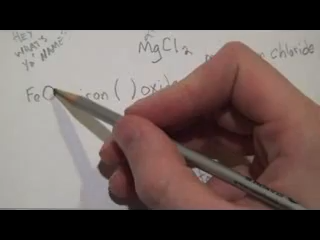 HEY
WHAT'S
YO NAME?
MgCl2
chloride
FeO iron ( ) oxide